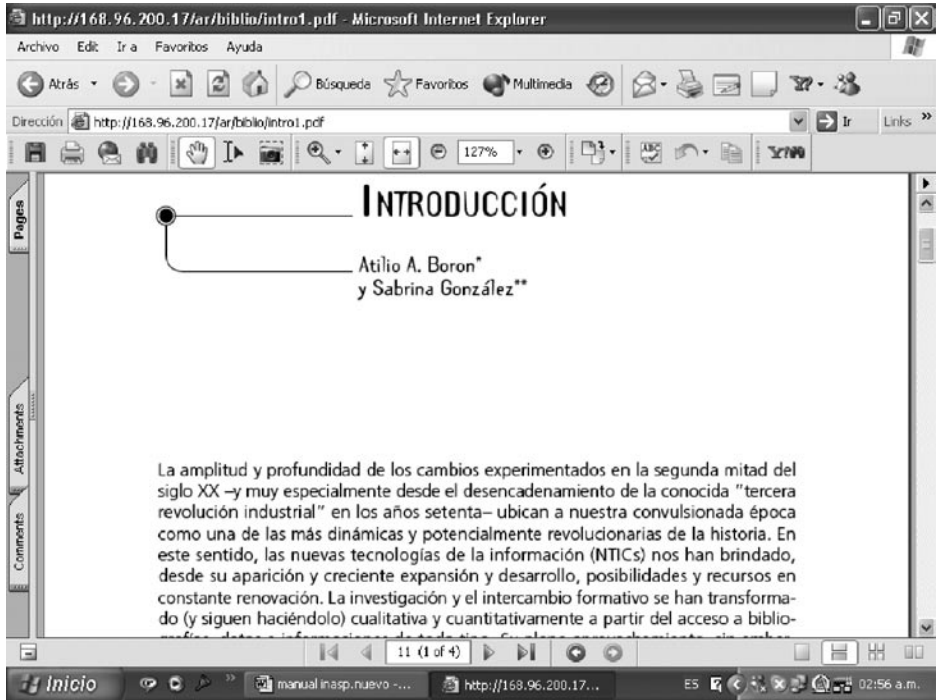 http://168.96.200.17/ar/biblio/intro1.pdf - Microsoft Internet Explorer
Archivo Edit Ir a Favoritos Ayuda
Atrás Búsqueda Favoritos Multimedia
Dirección http://168.96.200.17/ar/biblio/intro1.pdf Ir Links »
127%
Pages
INTRODUCCIÓN
Atilio A. Boron*
y Sabrina González**
Attachments
Comments
La amplitud y profundidad de los cambios experimentados en la segunda mitad del
siglo XX –y muy especialmente desde el desencadenamiento de la conocida "tercera
revolución industrial" en los años setenta– ubican a nuestra convulsionada época
como una de las más dinámicas y potencialmente revolucionarias de la historia. En
este sentido, las nuevas tecnologías de la información (NTICs) nos han brindado,
desde su aparición y creciente expansión y desarrollo, posibilidades y recursos en
constante renovación. La investigación y el intercambio formativo se han transforma-
do (y siguen haciéndolo) cualitativa y cuantitativamente a partir del acceso a biblio-
11 (1 of 4)
Inicio » manual inasp.nuevo -... http://168.96.200.17... ES 02:56 a.m.